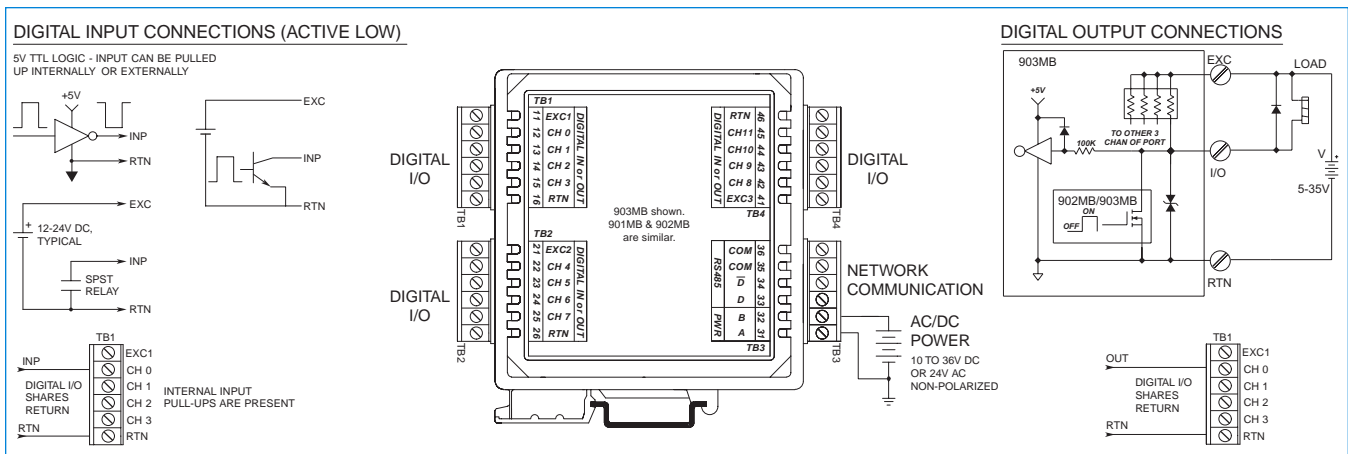 DIGITAL INPUT CONNECTIONS (ACTIVE LOW)
5V TTL LOGIC - INPUT CAN BE PULLED
UP INTERNALLY OR EXTERNALLY
+5V
INP
RTN
EXC
INP
RTN
EXC
+
12-24V DC,
TYPICAL
INP
SPST
RELAY
RTN
TB1
INP
EXC1
CH 0
DIGITAL I/O
SHARES
RETURN
CH 1
CH 2
CH 3
RTN
RTN
INTERNAL INPUT
PULL-UPS ARE PRESENT
DIGITAL
I/O
TB1
DIGITAL
I/O
TB2
TB1
11 EXC1
12 CH 0
13 CH 1
14 CH 2
15 CH 3
16 RTN
DIGITAL IN or OUT
TB2
21 EXC2
22 CH 4
23 CH 5
24 CH 6
25 CH 7
26 RTN
DIGITAL IN or OUT
903MB shown.
901MB & 902MB
are similar.
DIGITAL IN or OUT
RTN 46
CH11 45
CH10 44
CH 9 43
CH 8 42
EXC3 41
TB4
RS485
COM 36
COM 35
D 34
D 33
PWR
B 32
A 31
TB3
DIGITAL
I/O
TB4
NETWORK
COMMUNICATION
TB3
AC/DC
POWER
10 TO 36V DC
OR 24V AC
NON-POLARIZED
DIGITAL OUTPUT CONNECTIONS
903MB
EXC
LOAD
+5V
TO OTHER 3
CHAN OF PORT
100K
I/O
V
+
5-35V
902MB/903MB
ON
OFF
RTN
TB1
OUT
EXC1
CH 0
DIGITAL I/O
SHARES
RETURN
CH 1
CH 2
CH 3
RTN
RTN